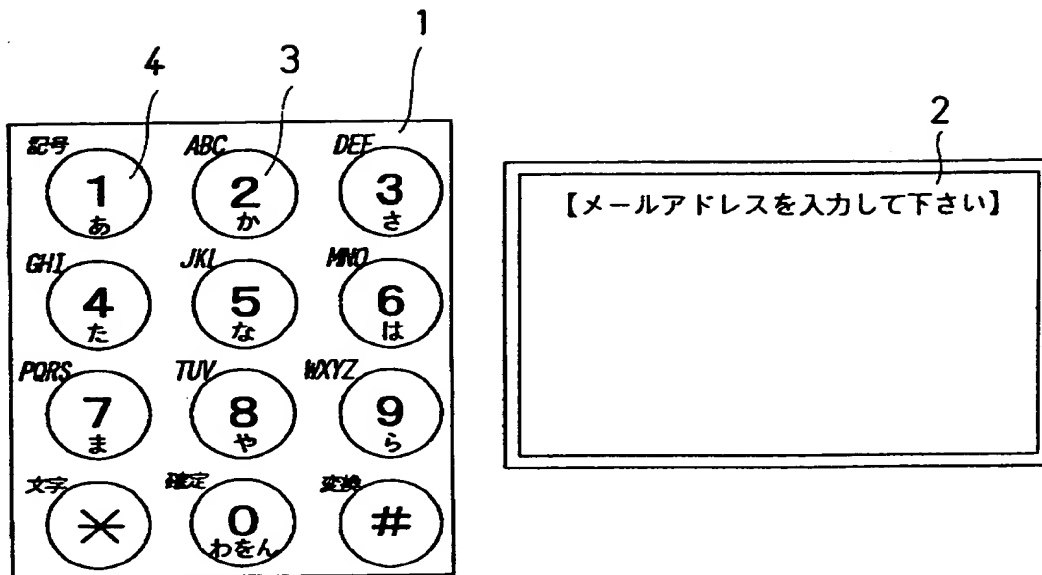 1
4 3
2
記号 ABC DEF
1 2 3
あ か さ
【メールアドレスを入力して下さい】
GHI JKL MNO
4 5 6
た な は
PQRS TUV WXYZ
7 8 9
ま や ら
文字 確定 変換
* 0 #
わをん